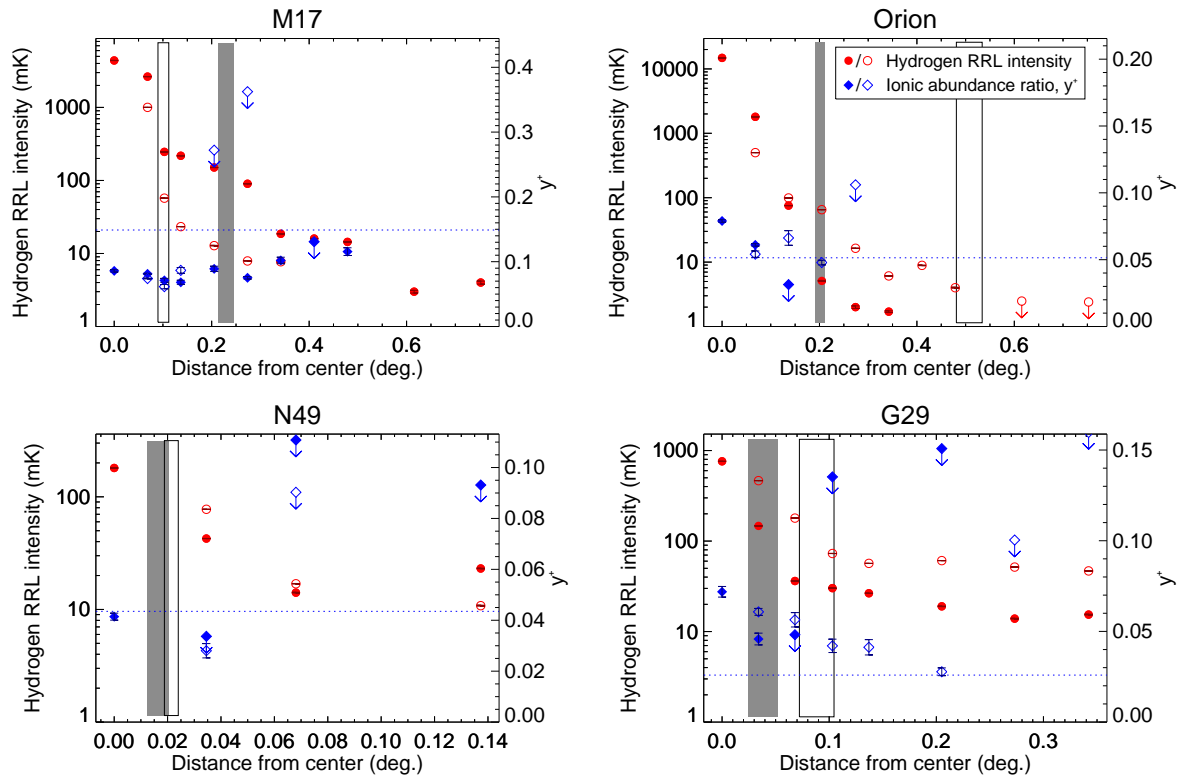 M17
Hydrogen RRL intensity (mK)
1000
100
10
1
0.4
0.3
0.2
0.1
0.0
y+
0.0 0.2 0.4 0.6
Distance from center (deg.)
Orion
Hydrogen RRL intensity (mK)
10000
1000
100
10
1
0.20
0.15
0.10
0.05
0.00
y+
/ Hydrogen RRL intensity
/ Ionic abundance ratio, y+
0.0 0.2 0.4 0.6
Distance from center (deg.)
N49
Hydrogen RRL intensity (mK)
100
10
1
0.10
0.08
0.06
0.04
0.02
0.00
y+
0.00 0.02 0.04 0.06 0.08 0.10 0.12 0.14
Distance from center (deg.)
G29
Hydrogen RRL intensity (mK)
1000
100
10
1
0.15
0.10
0.05
0.00
y+
0.0 0.1 0.2 0.3
Distance from center (deg.)